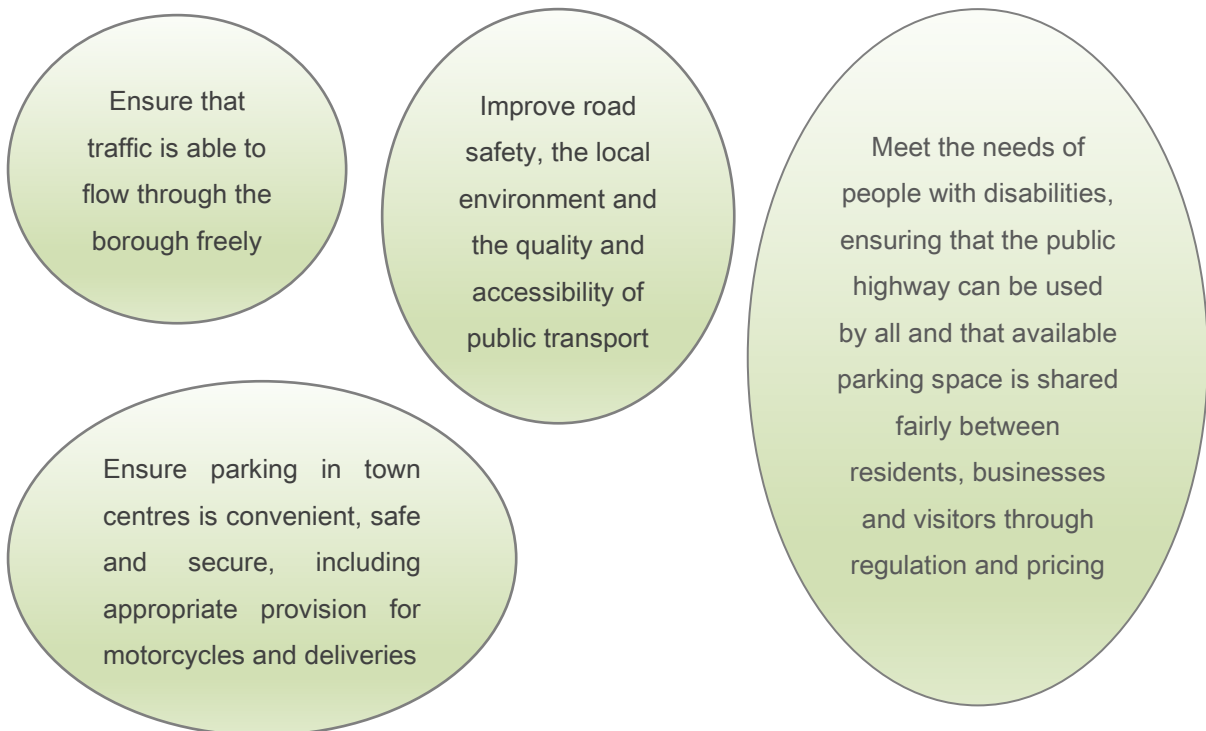 Ensure that
traffic is able to
flow through the
borough freely
Improve road
safety, the local
environment and
the quality and
accessibility of
public transport
Meet the needs of
people with disabilities,
ensuring that the public
highway can be used
by all and that available
parking space is shared
fairly between
residents, businesses
and visitors through
regulation and pricing
Ensure parking in town
centres is convenient, safe
and secure, including
appropriate provision for
motorcycles and deliveries